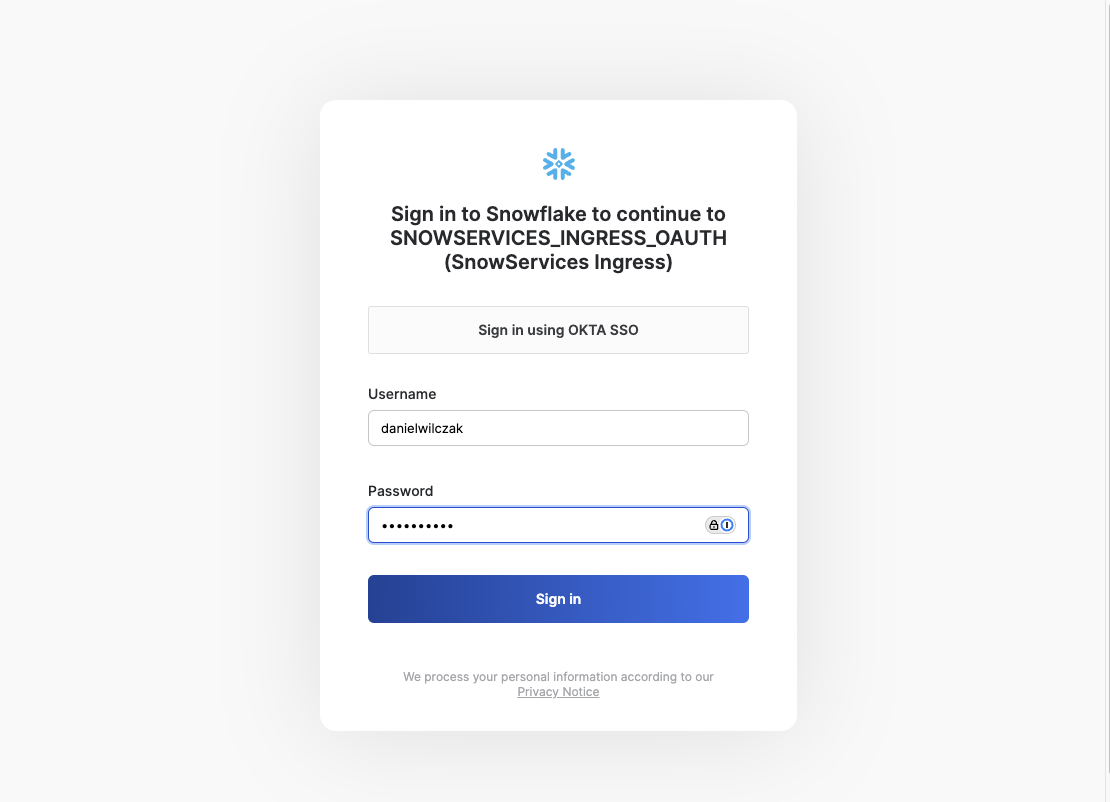 Sign in to Snowflake to continue to
SNOWSERVICES_INGRESS_OAUTH
(SnowServices Ingress)
Sign in using OKTA SSO
Username
danielwilczak
Password
••••••••••
Sign in
We process your personal information according to our
Privacy Notice